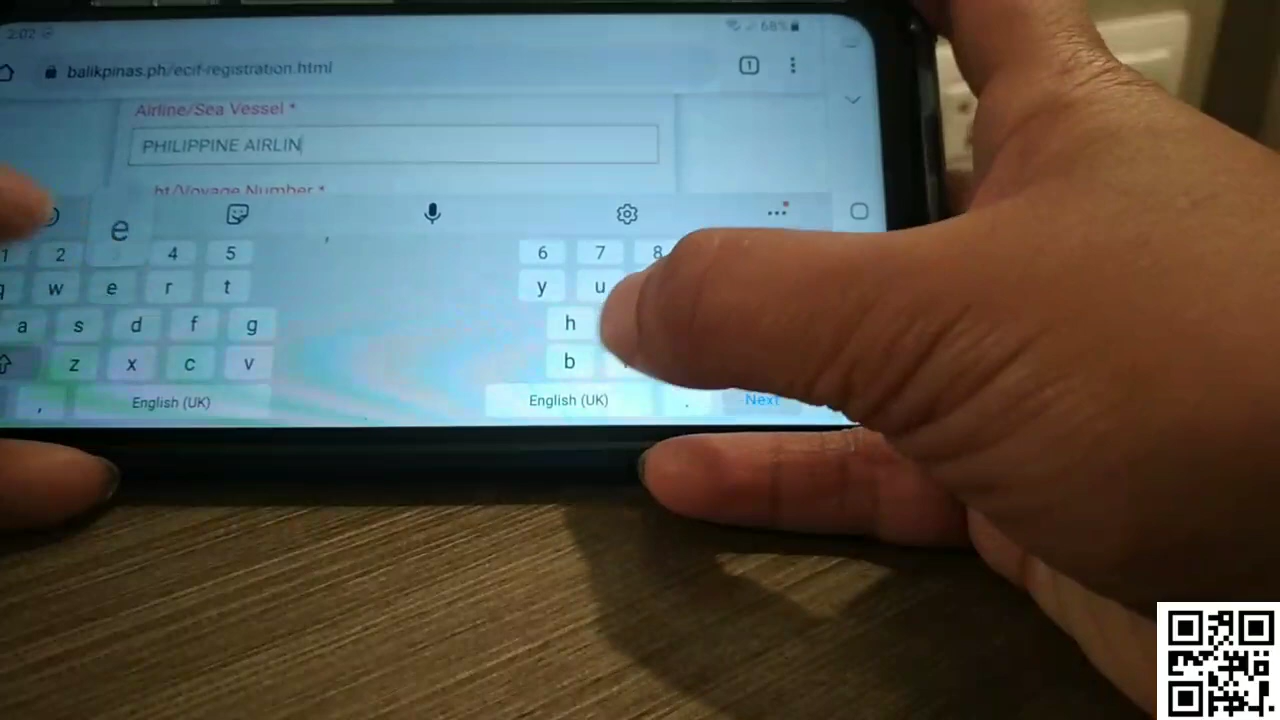 2:02
68%
balikpinas.ph/ecif-registration.html
1
Airline/Sea Vessel *
PHILIPPINE AIRLIN
ht/Voyage Number *
e
1 2 4 5 6 7 8
q w e r t y u
a s d f g h
z x c v b
, English (UK) English (UK) . Next